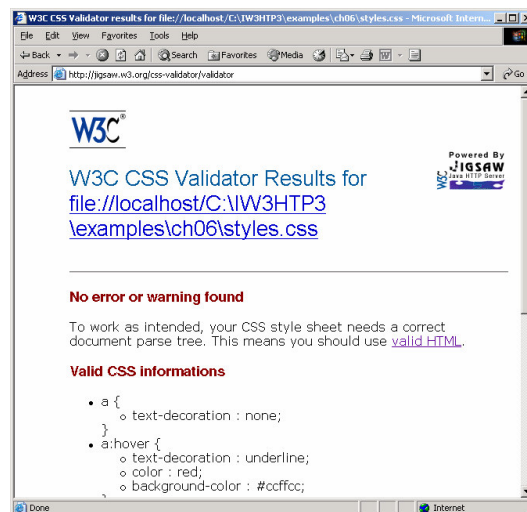 W3C CSS Validator results for file://localhost/C:\IW3HTP3\examples\ch06\styles.css - Microsoft Intern...
File Edit View Favorites Tools Help
Back Search Favorites Media
Address http://jigsaw.w3.org/css-validator/validator Go
W3C®
Powered By
JIGSAW
Java HTTP Server
W3C
W3C CSS Validator Results for
file://localhost/C:\IW3HTP3
\examples\ch06\styles.css
No error or warning found
To work as intended, your CSS style sheet needs a correct
document parse tree. This means you should use valid HTML.
Valid CSS informations
• a {
o text-decoration : none;
}
• a:hover {
o text-decoration : underline;
o color : red;
o background-color : #ccffcc;
Done Internet